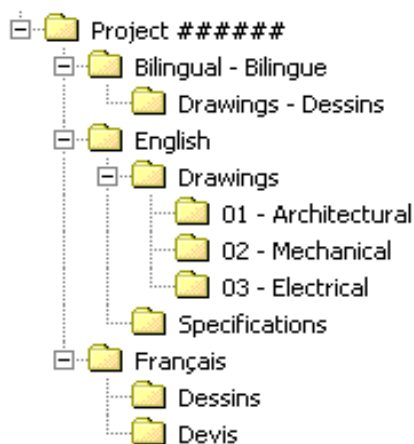 Project ######
Bilingual - Bilingue
Drawings - Dessins
English
Drawings
01 - Architectural
02 - Mechanical
03 - Electrical
Specifications
Français
Dessins
Devis